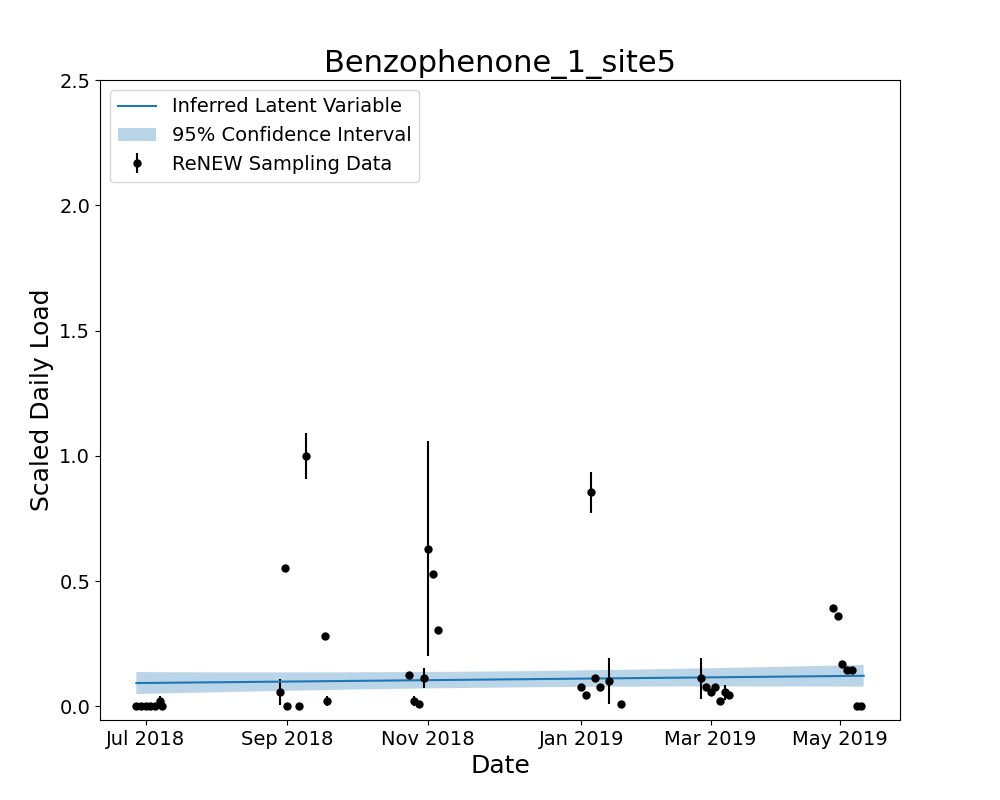 Benzophenone_1_site5
Inferred Latent Variable
95% Confidence Interval
ReNEW Sampling Data
2.5
2.0
1.5
1.0
0.5
0.0
Scaled Daily Load
Jul 2018 Sep 2018 Nov 2018 Jan 2019 Mar 2019 May 2019
Date